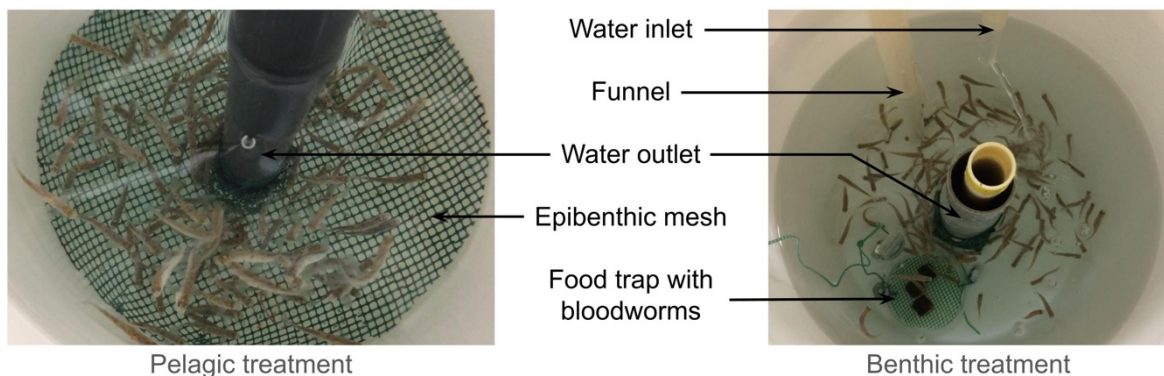 Water inlet
Funnel
Water outlet
Epibenthic mesh
Food trap with
bloodworms
Pelagic treatment
Benthic treatment